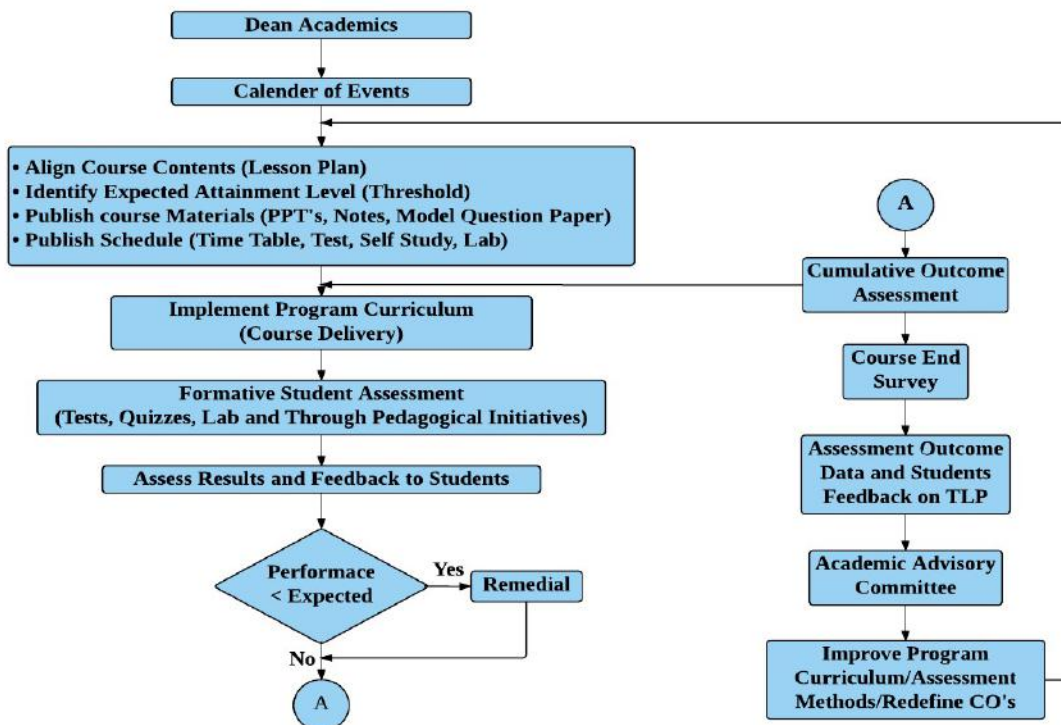 Dean Academics
Calender of Events
• Align Course Contents (Lesson Plan)
• Identify Expected Attainment Level (Threshold)
• Publish course Materials (PPT's, Notes, Model Question Paper)
• Publish Schedule (Time Table, Test, Self Study, Lab)
Implement Program Curriculum
(Course Delivery)
Formative Student Assessment
(Tests, Quizzes, Lab and Through Pedagogical Initiatives)
Assess Results and Feedback to Students
Performace
< Expected
Yes
Remedial
No
A
A
Cumulative Outcome
Assessment
Course End
Survey
Assessment Outcome
Data and Students
Feedback on TLP
Academic Advisory
Committee
Improve Program
Curriculum/Assessment
Methods/Redefine CO's